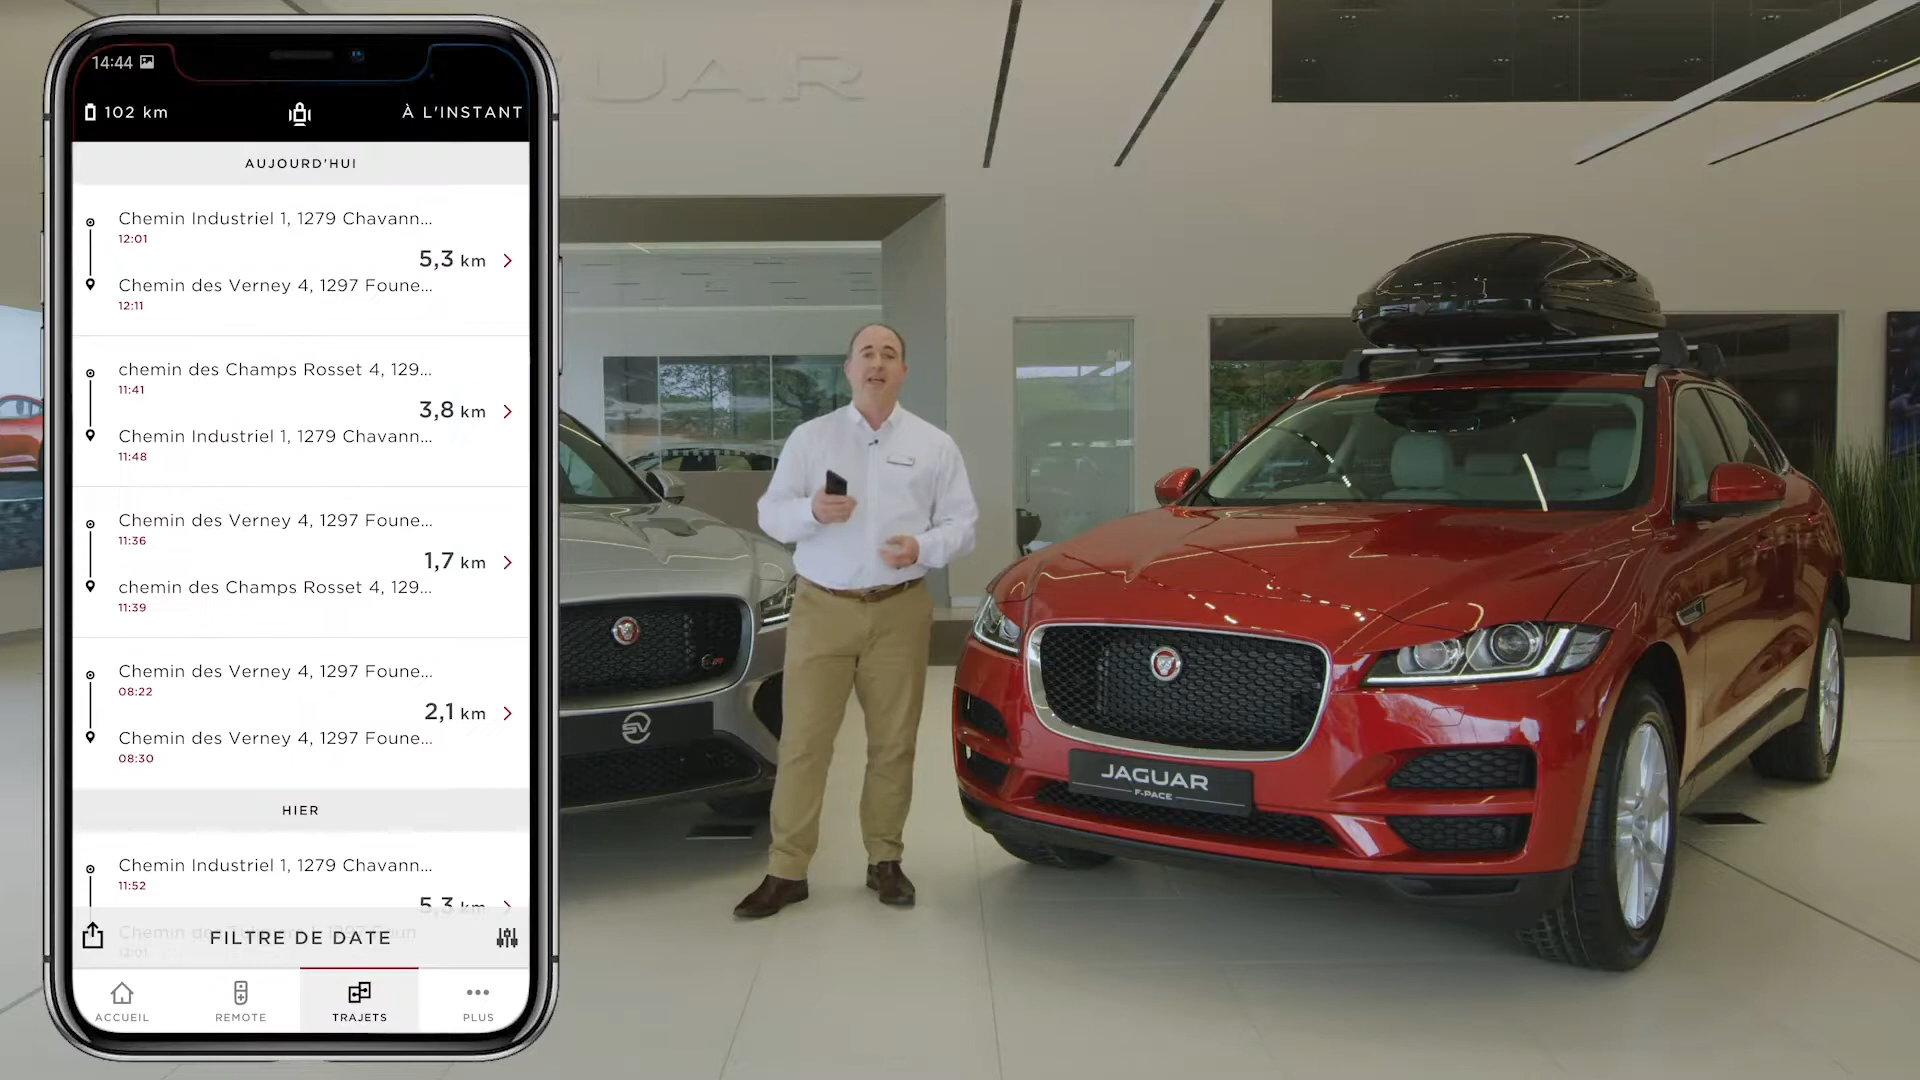 14:44
102 km
À L'INSTANT
AUJOURD'HUI
Chemin Industriel 1, 1279 Chavann...
12:01
5,3 km
Chemin des Verney 4, 1297 Foune...
12:11
chemin des Champs Rosset 4, 129...
11:41
3,8 km
Chemin Industriel 1, 1279 Chavann...
11:48
Chemin des Verney 4, 1297 Foune...
11:36
1,7 km
chemin des Champs Rosset 4, 129...
11:39
Chemin des Verney 4, 1297 Foune...
08:22
2,1 km
Chemin des Verney 4, 1297 Foune...
08:30
HIER
Chemin Industriel 1, 1279 Chavann...
11:52
5,3 km
FILTRE DE DATE
ACCUEIL
REMOTE
TRAJETS
PLUS
SV
JAGUAR
F-PACE